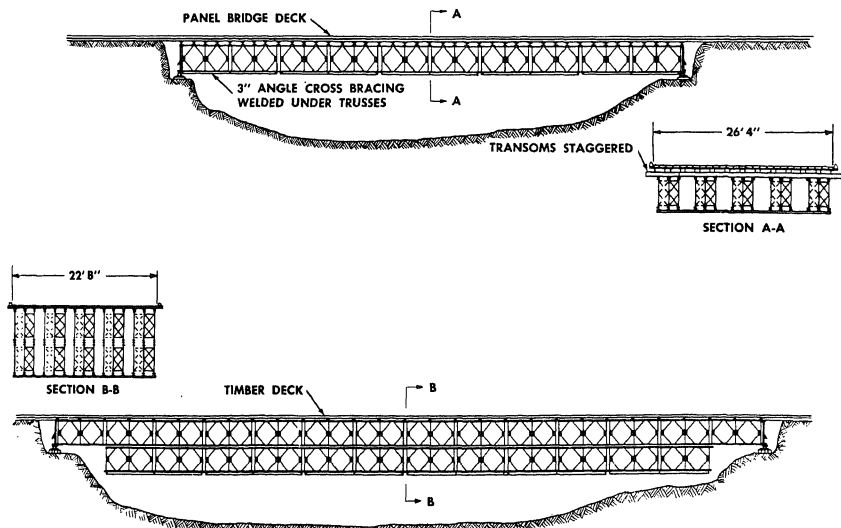 PANEL BRIDGE DECK
A
3" ANGLE CROSS BRACING
WELDED UNDER TRUSSES
A
TRANSOMS STAGGERED
26'4"
SECTION A-A
22'8"
SECTION B-B
TIMBER DECK
B
B